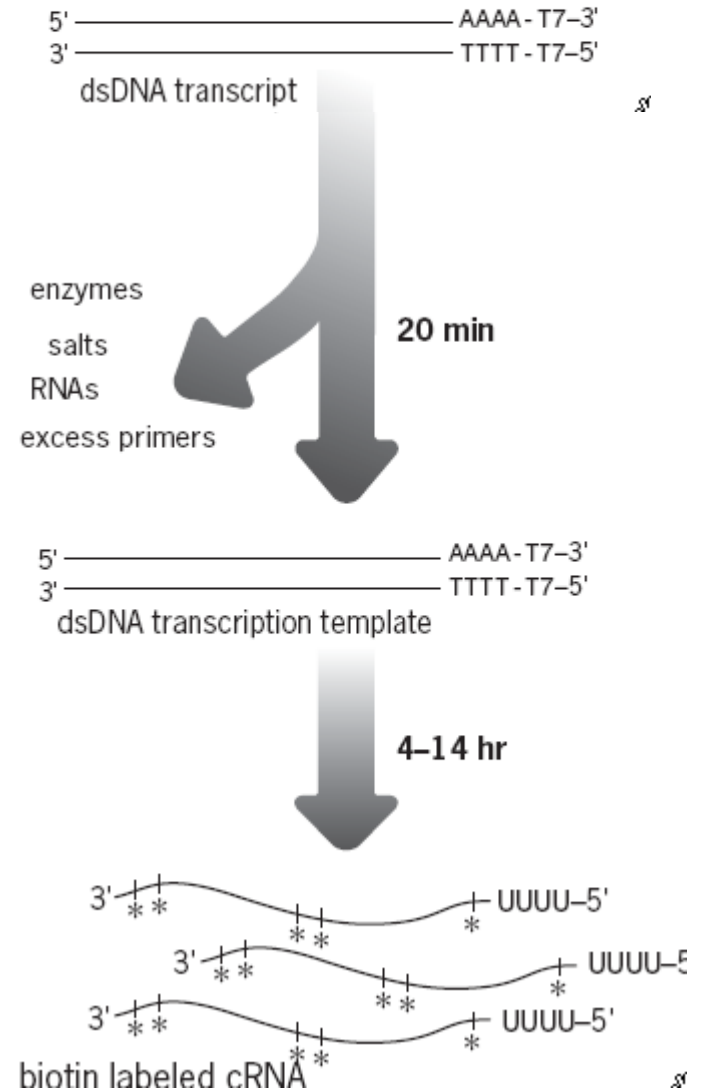 5' AAAA - T7–3'
3' TTTT - T7–5'
dsDNA transcript
enzymes
20 min
salts
RNAs
excess primers
5' AAAA - T7–3'
3' TTTT - T7–5'
dsDNA transcription template
4–14 hr
3' * * * * * UUUU–5'
3' * * * * * UUUU–5
3' * * * * * UUUU–5'
biotin labeled cRNA